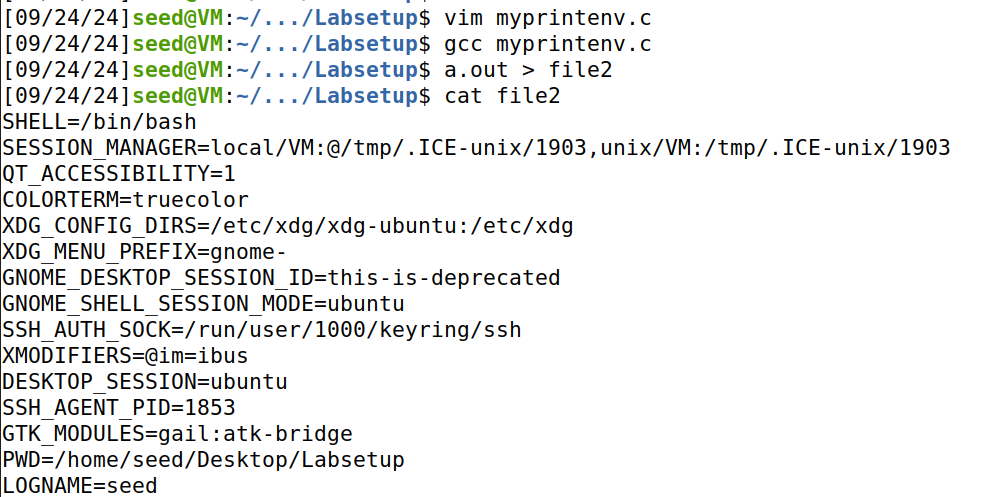 [09/24/24]seed@VM:~/.../Labsetup$ vim myprintenv.c
[09/24/24]seed@VM:~/.../Labsetup$ gcc myprintenv.c
[09/24/24]seed@VM:~/.../Labsetup$ a.out > file2
[09/24/24]seed@VM:~/.../Labsetup$ cat file2
SHELL=/bin/bash
SESSION_MANAGER=local/VM:@/tmp/.ICE-unix/1903,unix/VM:/tmp/.ICE-unix/1903
QT_ACCESSIBILITY=1
COLORTERM=truecolor
XDG_CONFIG_DIRS=/etc/xdg/xdg-ubuntu:/etc/xdg
XDG_MENU_PREFIX=gnome-
GNOME_DESKTOP_SESSION_ID=this-is-deprecated
GNOME_SHELL_SESSION_MODE=ubuntu
SSH_AUTH_SOCK=/run/user/1000/keyring/ssh
XMODIFIERS=@im=ibus
DESKTOP_SESSION=ubuntu
SSH_AGENT_PID=1853
GTK_MODULES=gail:atk-bridge
PWD=/home/seed/Desktop/Labsetup
LOGNAME=seed